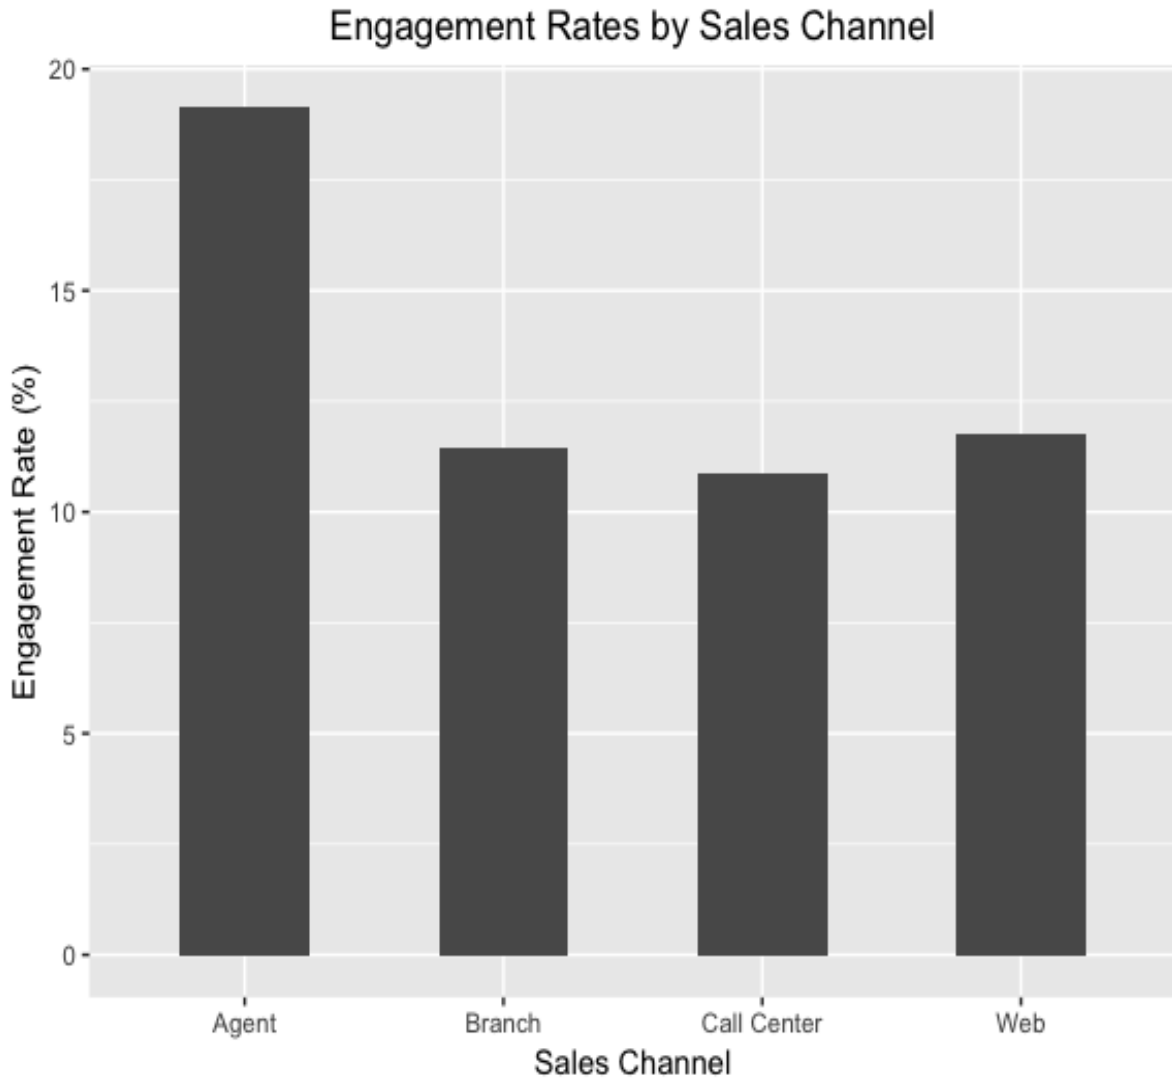 Engagement Rates by Sales Channel
Engagement Rate (%)
20
15
10
5
0
Agent Branch Call Center Web
Sales Channel